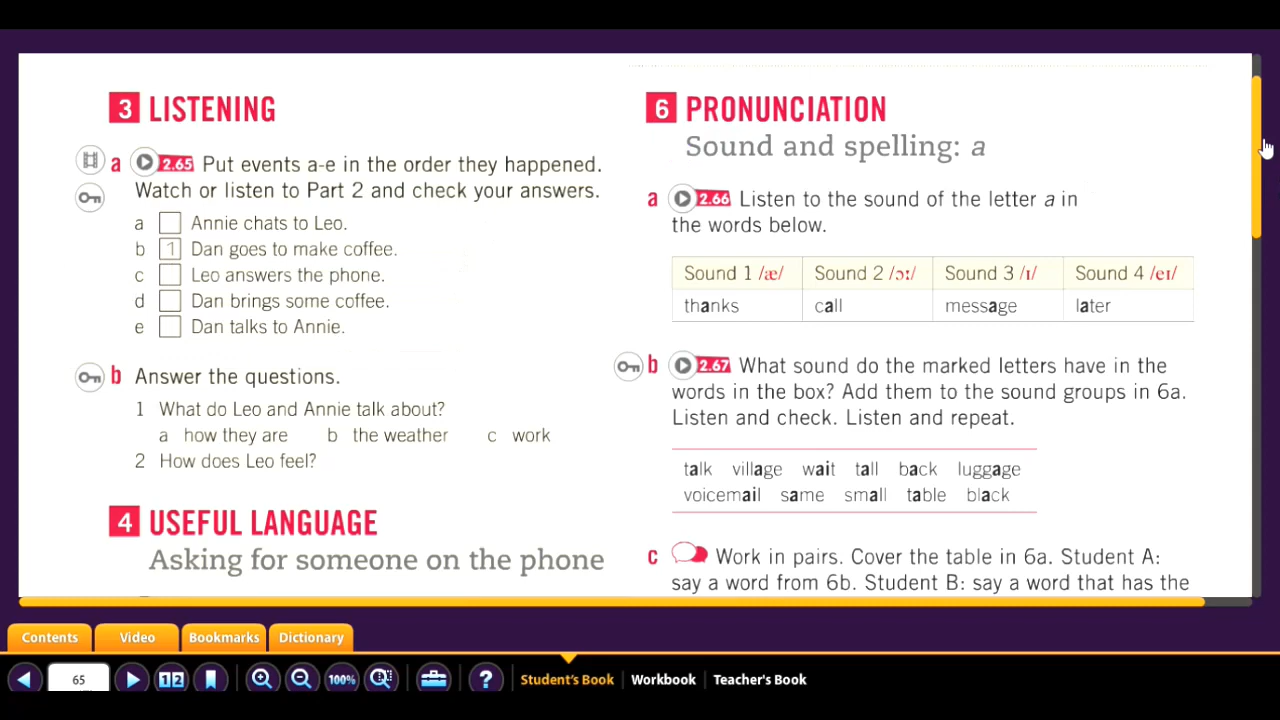 3 LISTENING
a 2.65 Put events a-e in the order they happened.
Watch or listen to Part 2 and check your answers.
a Annie chats to Leo.
b 1 Dan goes to make coffee.
c Leo answers the phone.
d Dan brings some coffee.
e Dan talks to Annie.
b Answer the questions.
1 What do Leo and Annie talk about?
a how they are b the weather c work
2 How does Leo feel?
4 USEFUL LANGUAGE
Asking for someone on the phone
6 PRONUNCIATION
Sound and spelling: a
a 2.66 Listen to the sound of the letter a in
the words below.
Sound 1 /æ/ Sound 2 /ɔː/ Sound 3 /ɪ/ Sound 4 /eɪ/
thanks call message later
b 2.67 What sound do the marked letters have in the
words in the box? Add them to the sound groups in 6a.
Listen and check. Listen and repeat.
talk village wait tall back luggage
voicemail same small table black
c Work in pairs. Cover the table in 6a. Student A:
say a word from 6b. Student B: say a word that has the
Contents Video Bookmarks Dictionary
65 1 2 100% ? Student's Book | Workbook | Teacher's Book